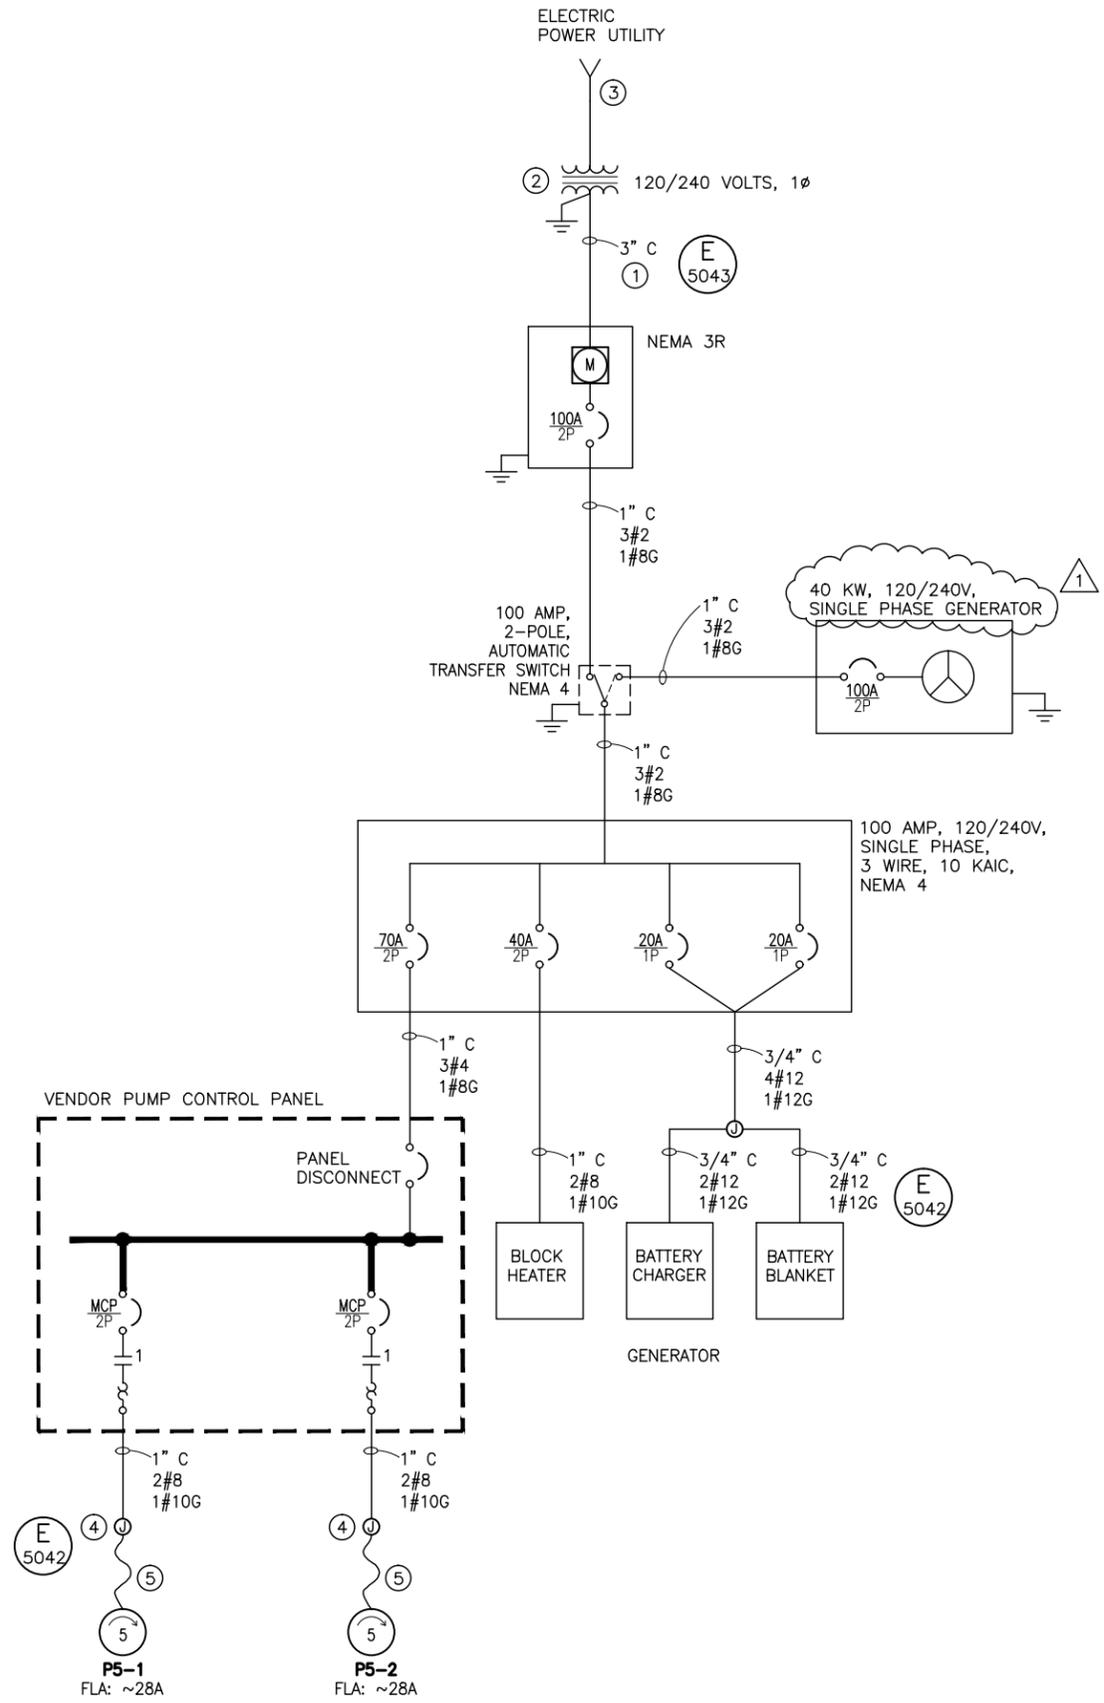 ELECTRIC
POWER UTILITY
3
2
120/240 VOLTS, 1ø
3" C
1
E
5043
NEMA 3R
M
100A
2P
1" C
3#2
1#8G
1
40 KW, 120/240V,
SINGLE PHASE GENERATOR
1" C
3#2
1#8G
100 AMP,
2-POLE,
AUTOMATIC
TRANSFER SWITCH
NEMA 4
100A
2P
1" C
3#2
1#8G
100 AMP, 120/240V,
SINGLE PHASE,
3 WIRE, 10 KAIC,
NEMA 4
70A
2P
40A
2P
20A
1P
20A
1P
1" C
3#4
1#8G
3/4" C
4#12
1#12G
J
VENDOR PUMP CONTROL PANEL
PANEL
DISCONNECT
1" C
2#8
1#10G
3/4" C
2#12
1#12G
3/4" C
2#12
1#12G
E
5042
BLOCK
HEATER
BATTERY
CHARGER
BATTERY
BLANKET
GENERATOR
MCP
2P
1
MCP
2P
1
1" C
2#8
1#10G
1" C
2#8
1#10G
E
5042
4
J
4
J
5
5
5
5
P5-1
FLA: ~28A
P5-2
FLA: ~28A